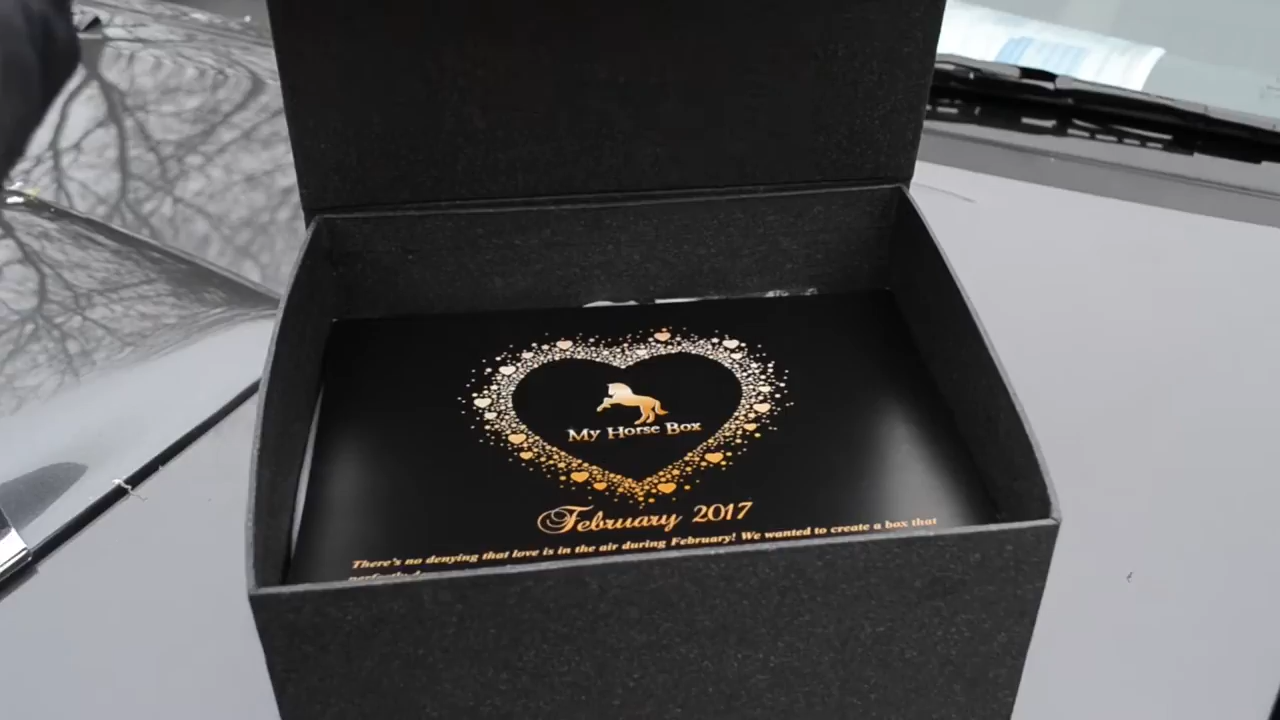 My Horse Box
February 2017
There's no denying that love is in the air during February! We wanted to create a box that